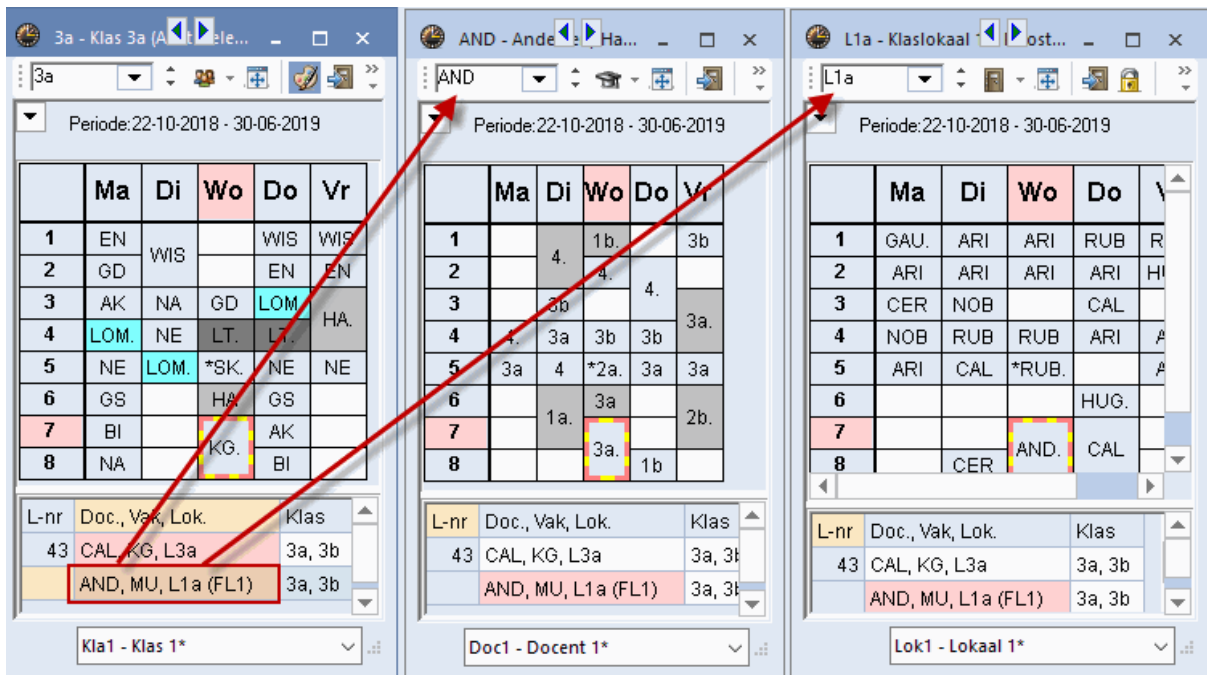 3a - Klas 3a
3a
Periode:22-10-2018 - 30-06-2019
Ma Di Wo Do Vr
1 EN WIS WIS WIS
2 GD EN EN
3 AK NA GD LOM. HA.
4 LOM. NE LT. LT.
5 NE LOM. *SK. NE NE
6 GS HA GS
7 BI KG. AK
8 NA BI
L-nr Doc., Vak, Lok. Klas
43 CAL, KG, L3a 3a, 3b
AND, MU, L1a (FL1) 3a, 3b
Kla1 - Klas 1*
AND - Ande
AND
Periode:22-10-2018 - 30-06-2019
Ma Di Wo Do Vr
1 4. 1b. 3b
2 4. 4.
3 3b 3a.
4 4. 3a 3b 3b
5 3a 4 *2a. 3a 3a
6 1a. 3a 2b.
7 3a.
8 1b
L-nr Doc., Vak, Lok. Klas
43 CAL, KG, L3a 3a, 3b
AND, MU, L1a (FL1) 3a, 3b
Doc1 - Docent 1*
L1a - Klaslokaal
L1a
Periode:22-10-2018 - 30-06-2019
Ma Di Wo Do
1 GAU. ARI ARI RUB R
2 ARI ARI ARI ARI
3 CER NOB CAL
4 NOB RUB RUB ARI
5 ARI CAL *RUB.
6 HUG.
7 AND. CAL
8 CER
L-nr Doc., Vak, Lok. Klas
43 CAL, KG, L3a 3a, 3b
AND, MU, L1a (FL1) 3a, 3b
Lok1 - Lokaal 1*